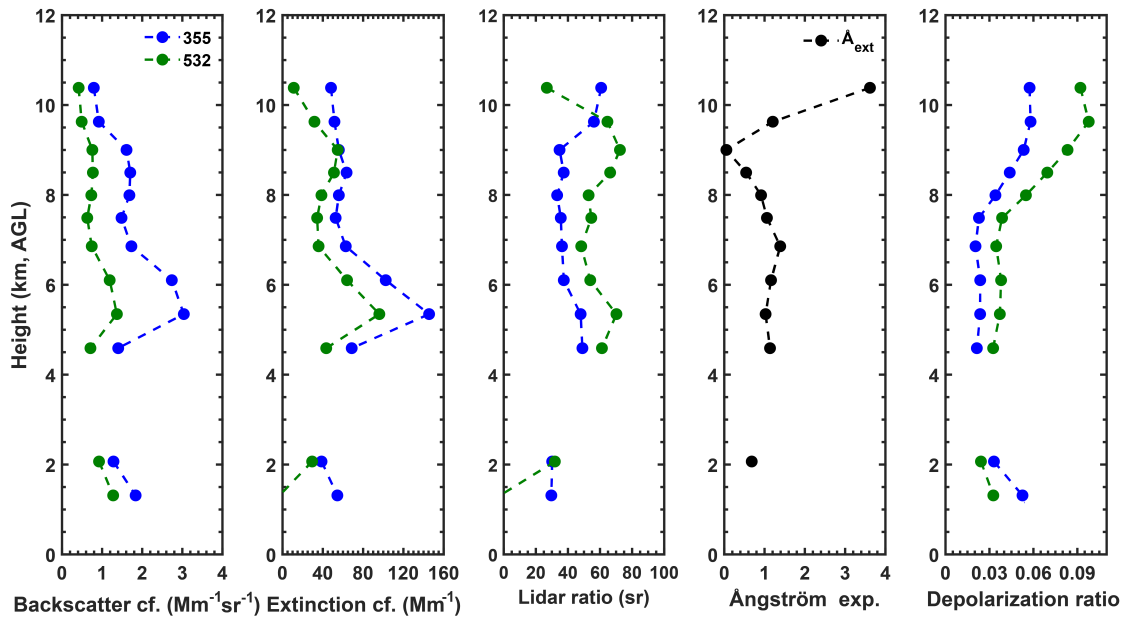 12 12 12 12 12
355
532
Å_ext
10 10 10 10 10
8 8 8 8 8
Height (km, AGL)
6 6 6 6 6
4 4 4 4 4
2 2 2 2 2
0 0 0 0 0
0 1 2 3 4
0 40 80 120 160
0 20 40 60 80 100
0 1 2 3 4
0 0.03 0.06 0.09
Backscatter cf. (Mm⁻¹sr⁻¹)
Extinction cf. (Mm⁻¹)
Lidar ratio (sr)
Ångström exp.
Depolarization ratio